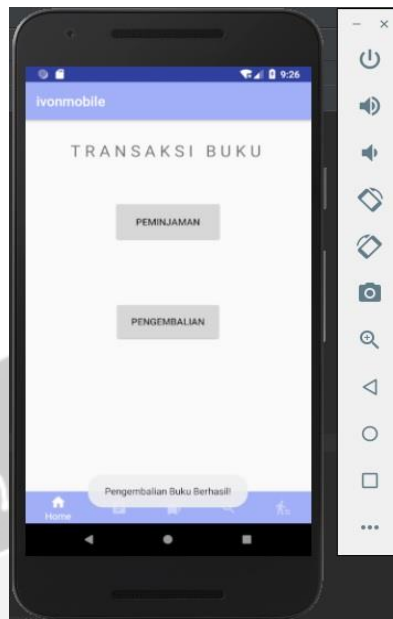 9:26
ivonmobile
TRANSAKSI BUKU
PEMINJAMAN
PENGEMBALIAN
Pengembalian Buku Berhasil!
Home